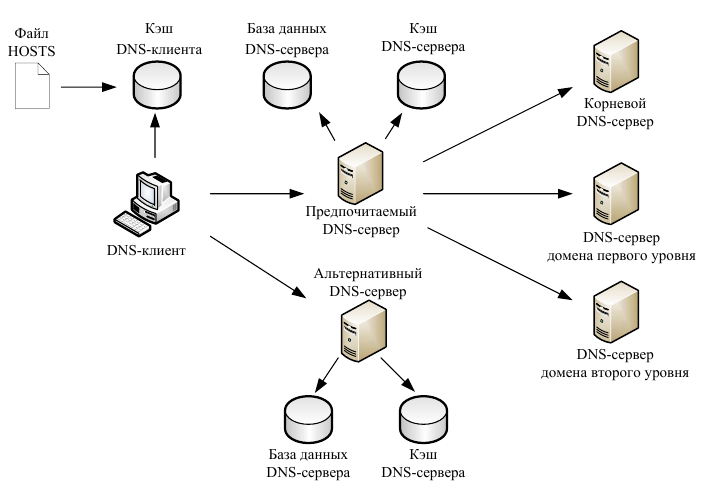 Файл
HOSTS
Кэш
DNS-клиента
База данных
DNS-сервера
Кэш
DNS-сервера
Корневой
DNS-сервер
Предпочитаемый
DNS-сервер
DNS-клиент
DNS-сервер
домена первого уровня
Альтернативный
DNS-сервер
DNS-сервер
домена второго уровня
База данных
DNS-сервера
Кэш
DNS-сервера